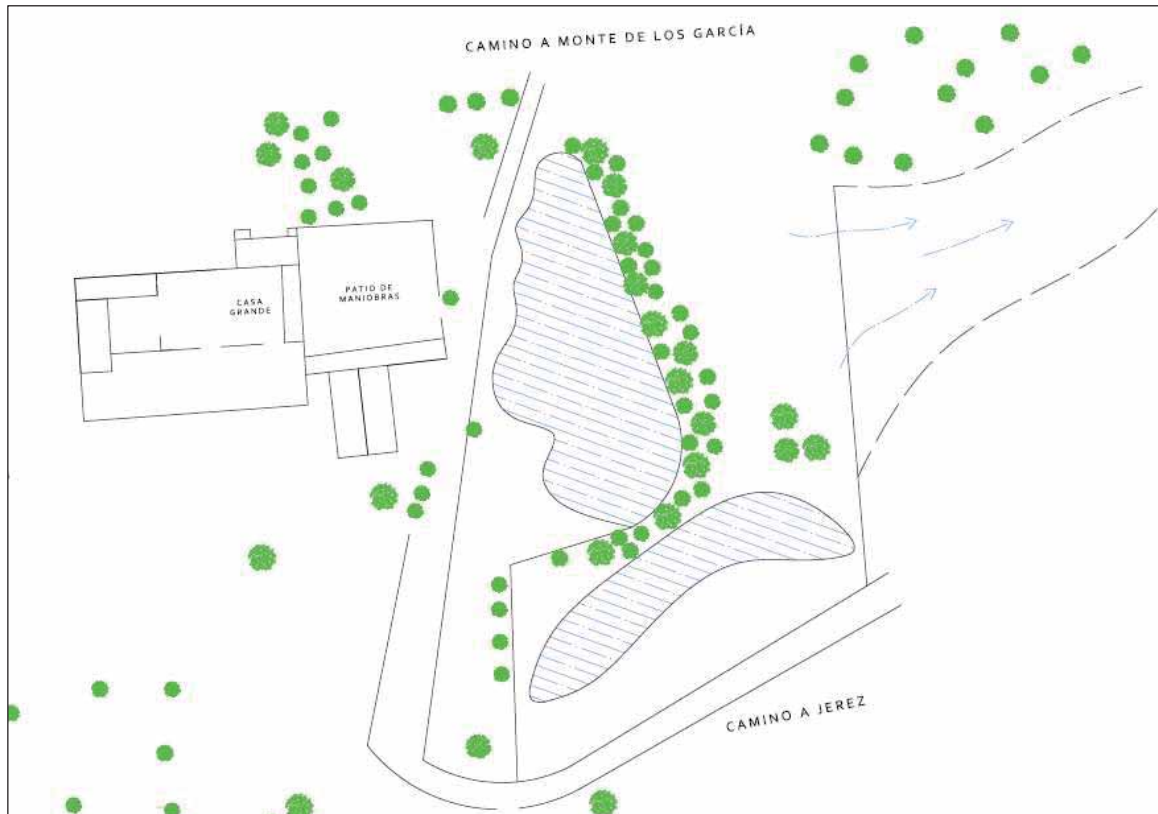 CAMINO A MONTE DE LOS GARCÍA
CASA
GRANDE
PATIO DE
MANIOBRAS
CAMINO A JEREZ